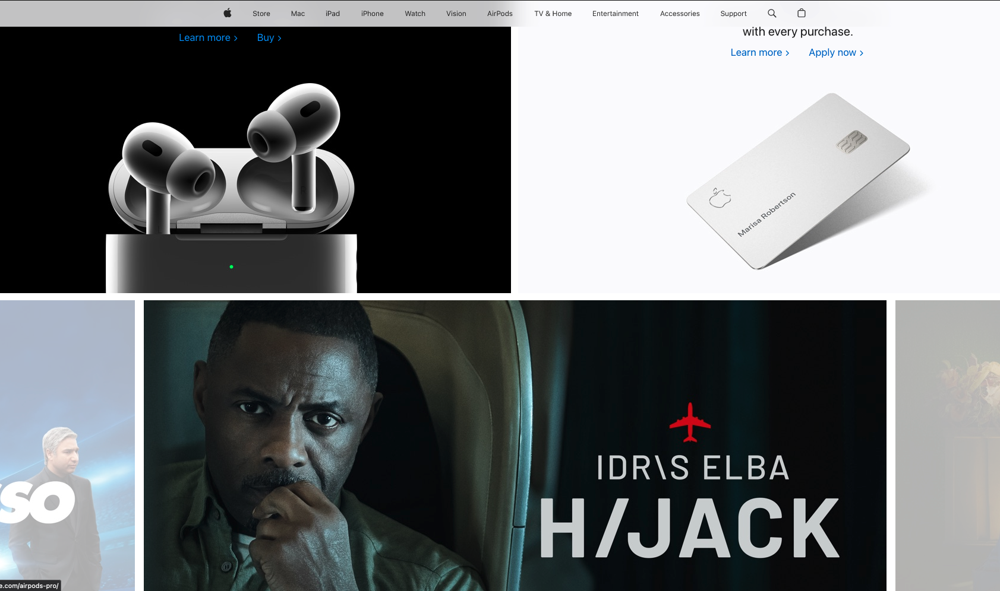 Store Mac iPad iPhone Watch Vision AirPods TV & Home Entertainment Accessories Support
Learn more > Buy >
with every purchase.
Learn more > Apply now >
Marisa Robertson
so
IDR\S ELBA
H/JACK
e.com/airpods-pro/